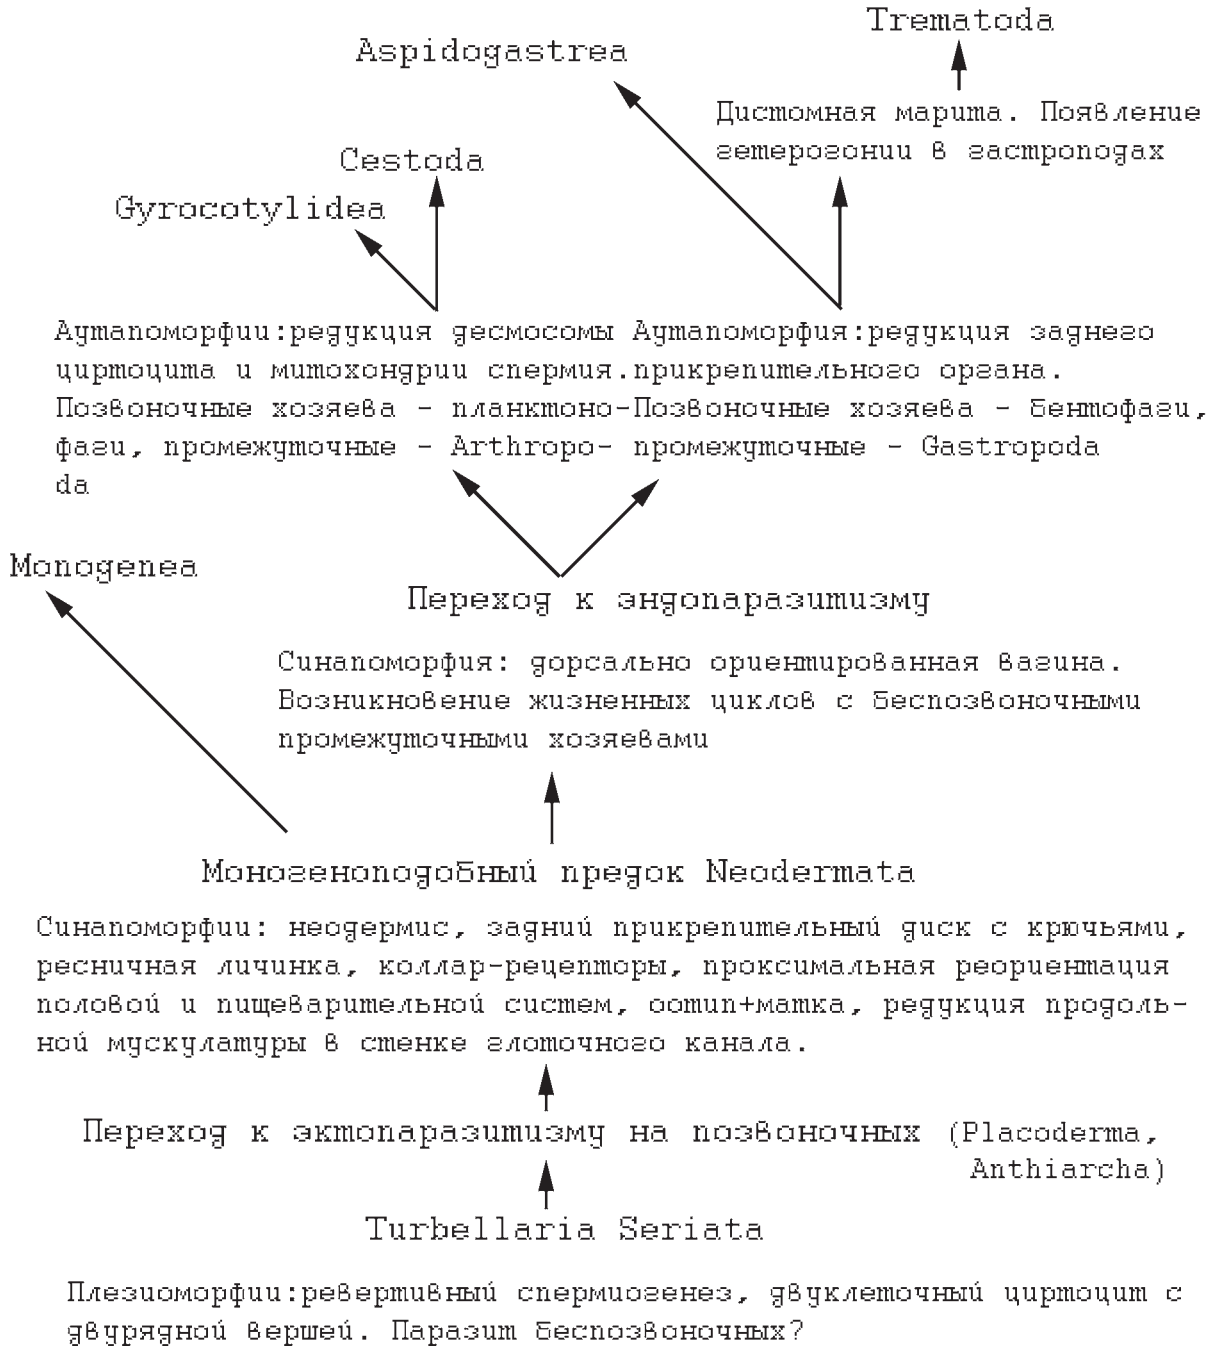 Trematoda
Aspidogastrea
Дистомная марита. Появление
гетерогонии в гастроподах
Cestoda
Gyrocotylidea
Аутапоморфии:редукция десмосомы
циртоцита и митохондрии спермия.
Позвоночные хозяева - планктоно-
фаги, промежуточные - Arthropo-
da
Аутапоморфия:редукция заднего
прикрепительного органа.
Позвоночные хозяева - бентофаги,
промежуточные - Gastropoda
Monogenea
Переход к эндопаразитизму
Синапоморфия: дорсально ориентированная вагина.
Возникновение жизненных циклов с беспозвоночными
промежуточными хозяевами
Моногеноподобный предок Neodermata
Синапоморфии: неодермис, задний прикрепительный диск с крючьями,
ресничная личинка, коллар-рецепторы, проксимальная реориентация
половой и пищеварительной систем, оотип+матка, редукция продоль-
ной мускулатуры в стенке глоточного канала.
Переход к эктопаразитизму на позвоночных (Placoderma,
Anthiarcha)
Turbellaria Seriata
Плезиоморфии:ревертивный спермиогенез, двуклеточный циртоцит с
двурядной вершей. Паразит беспозвоночных?